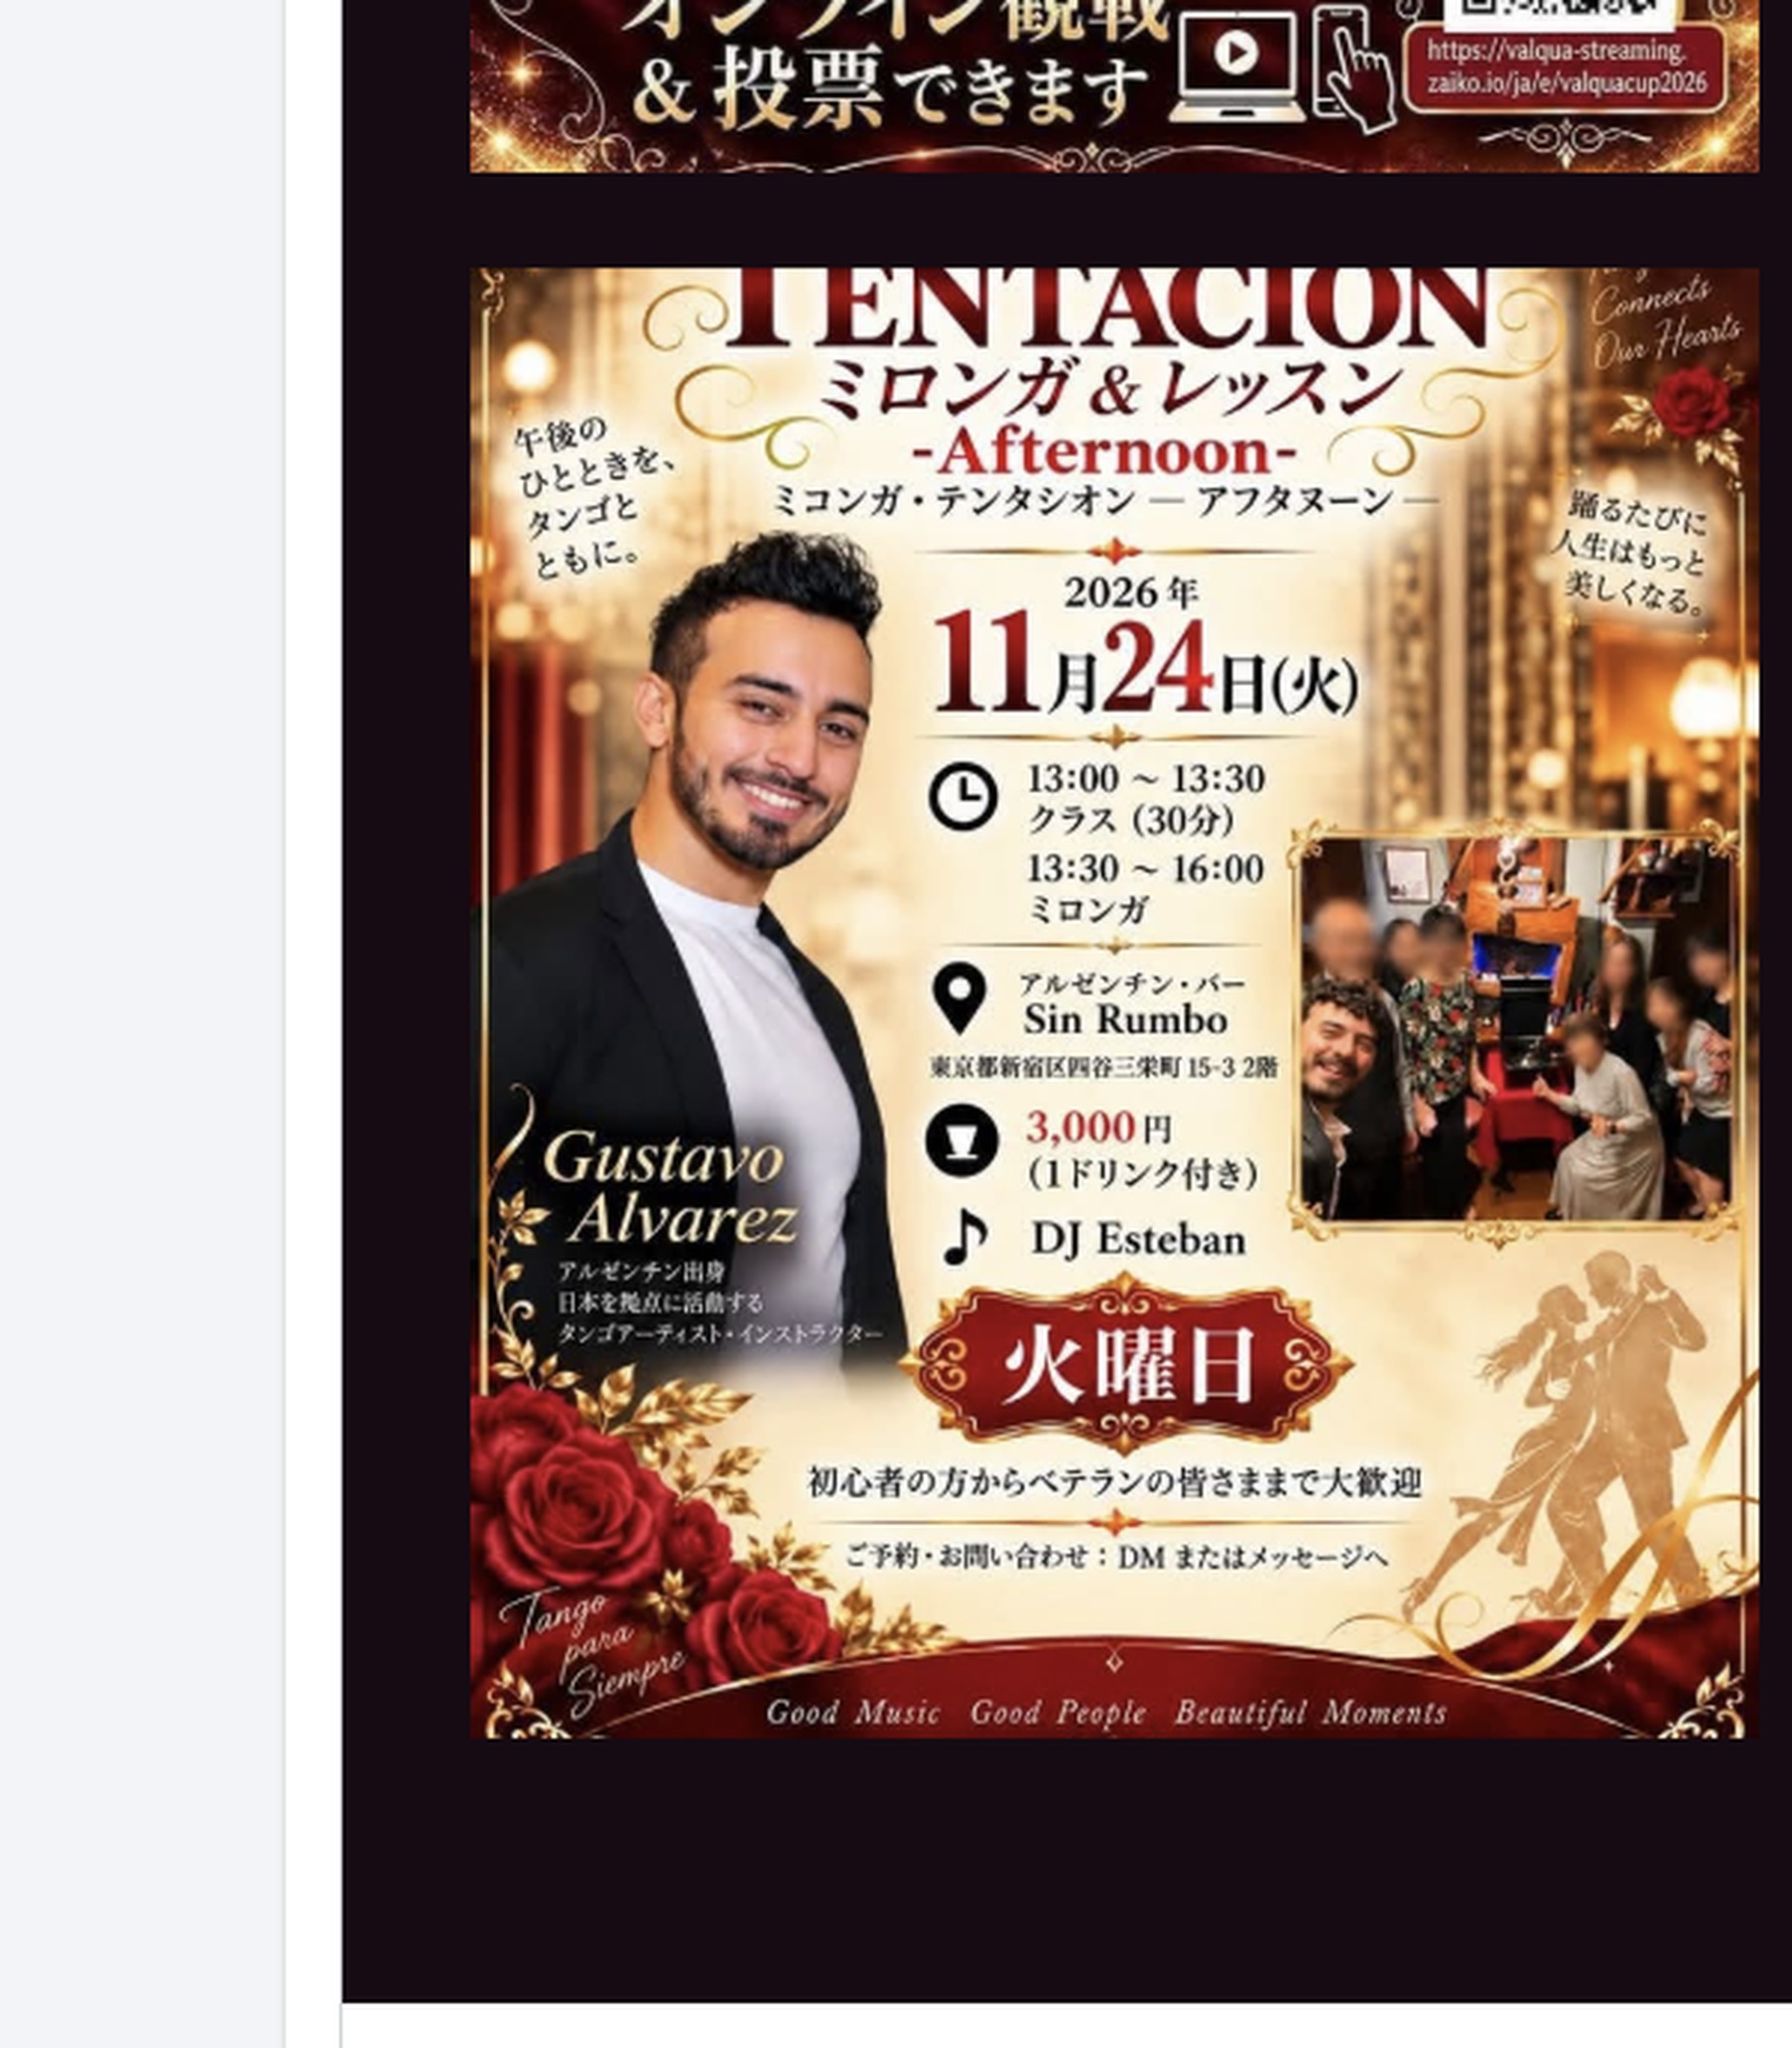 オンライン観戦
& 投票できます
https://valqua-streaming.
zaiko.io/ja/e/valquacup2026
TENTACION
Connects
Our Hearts
ミロンガ & レッスン
-Afternoon-
ミコンガ・テンタシオン — アフタヌーン —
午後の
ひとときを、
タンゴと
ともに。
踊るたびに
人生はもっと
美しくなる。
2026年
11月24日(火)
13:00 ~ 13:30
クラス (30分)
13:30 ~ 16:00
ミロンガ
アルゼンチン・バー
Sin Rumbo
東京都新宿区四谷三栄町 15-3 2階
3,000円
(1ドリンク付き)
DJ Esteban
Gustavo
Alvarez
アルゼンチン出身
日本を拠点に活動する
タンゴアーティスト・インストラクター
火曜日
初心者の方からベテランの皆さままで大歓迎
ご予約・お問い合わせ：DM またはメッセージへ
Tango
para
Siempre
Good Music Good People Beautiful Moments